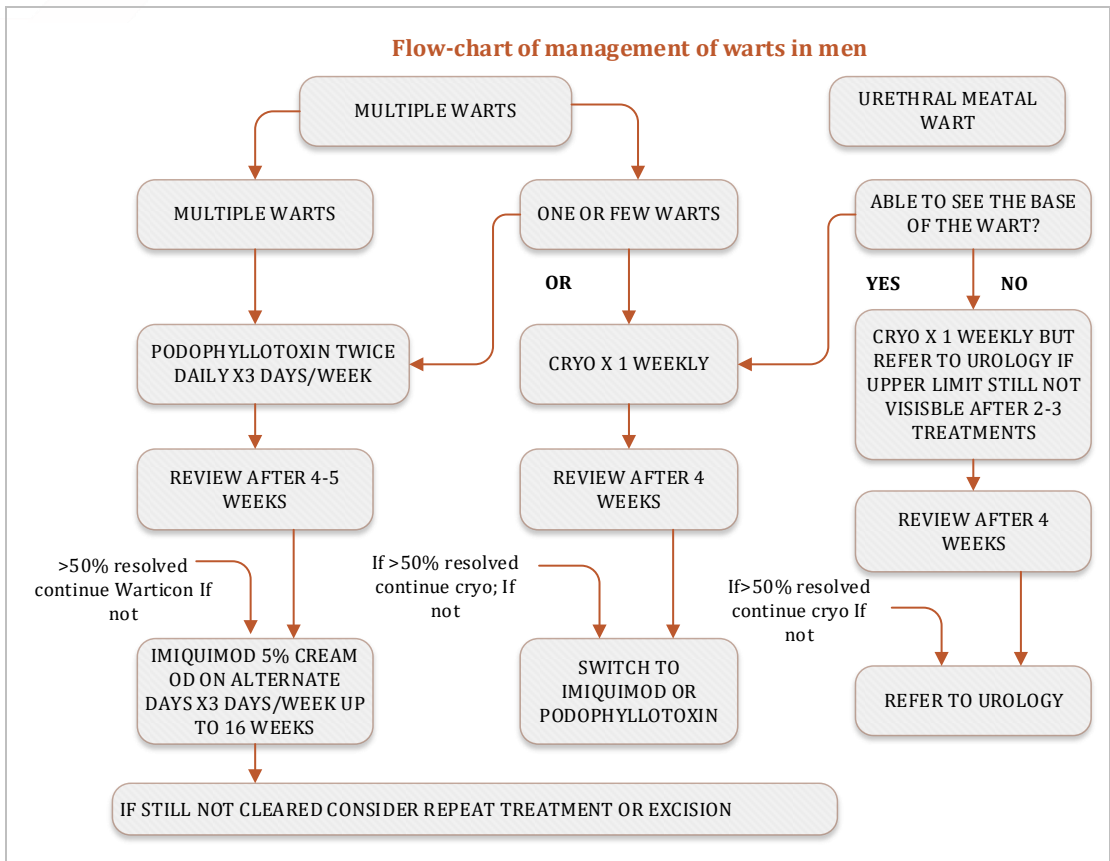 Flow-chart of management of warts in men
MULTIPLE WARTS
URETHRAL MEATAL
WART
MULTIPLE WARTS
ONE OR FEW WARTS
ABLE TO SEE THE BASE
OF THE WART?
OR
YES
NO
PODOPHYLLOTOXIN TWICE
DAILY X3 DAYS/WEEK
CRYO X 1 WEEKLY
CRYO X 1 WEEKLY BUT
REFER TO UROLOGY IF
UPPER LIMIT STILL NOT
VISISBLE AFTER 2-3
TREATMENTS
REVIEW AFTER 4-5
WEEKS
REVIEW AFTER 4
WEEKS
REVIEW AFTER 4
WEEKS
>50% resolved
continue Warticon If
not
If >50% resolved
continue cryo; If
not
If>50% resolved
continue cryo If
not
IMIQUIMOD 5% CREAM
OD ON ALTERNATE
DAYS X3 DAYS/WEEK UP
TO 16 WEEKS
SWITCH TO
IMIQUIMOD OR
PODOPHYLLOTOXIN
REFER TO UROLOGY
IF STILL NOT CLEARED CONSIDER REPEAT TREATMENT OR EXCISION